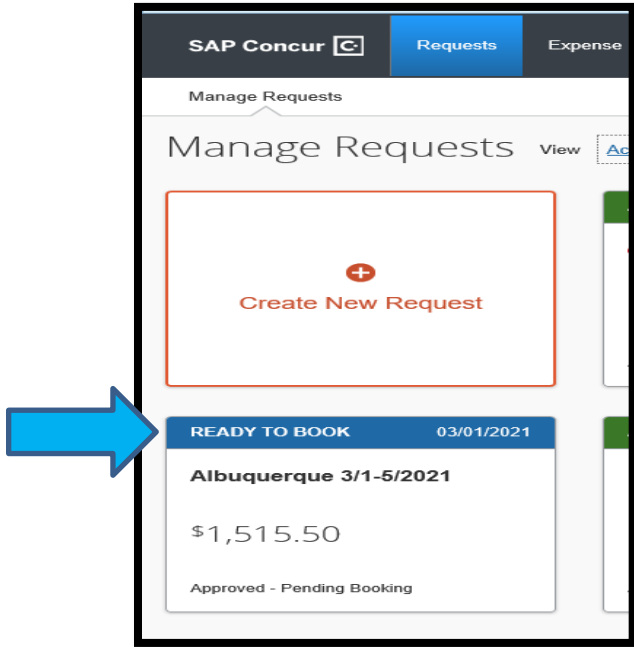 SAP Concur C Requests Expense
Manage Requests
Manage Requests View Ac
Create New Request
READY TO BOOK 03/01/2021
Albuquerque 3/1-5/2021
$1,515.50
Approved - Pending Booking